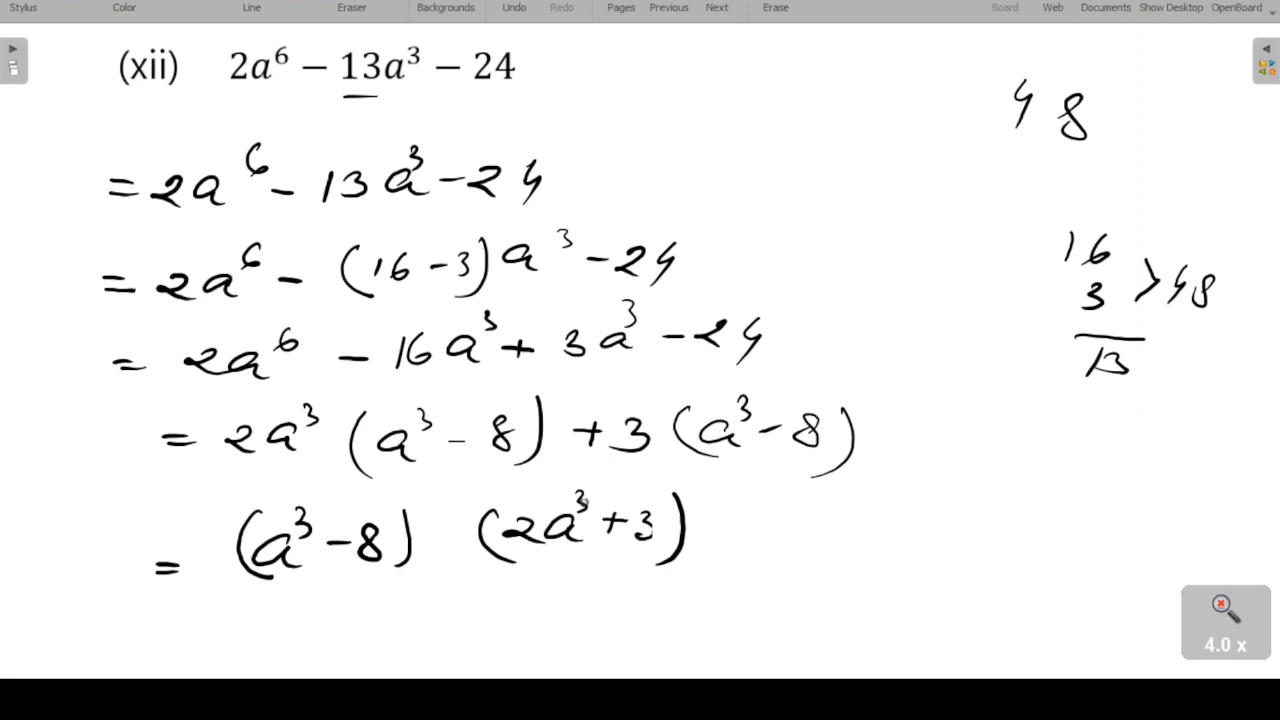 Stylus Color Line Eraser Backgrounds Undo Redo Pages Previous Next Erase Board Web Documents Show Desktop OpenBoard
(xii) 2a⁶ − 13a³ − 24
48
= 2a⁶ - 13a³ - 24
= 2a⁶ - (16 - 3)a³ - 24
16
3 > 48
13
= 2a⁶ - 16a³ + 3a³ - 24
= 2a³ (a³ - 8) + 3 (a³ - 8)
= (a³ - 8) (2a³ + 3)
4.0 x